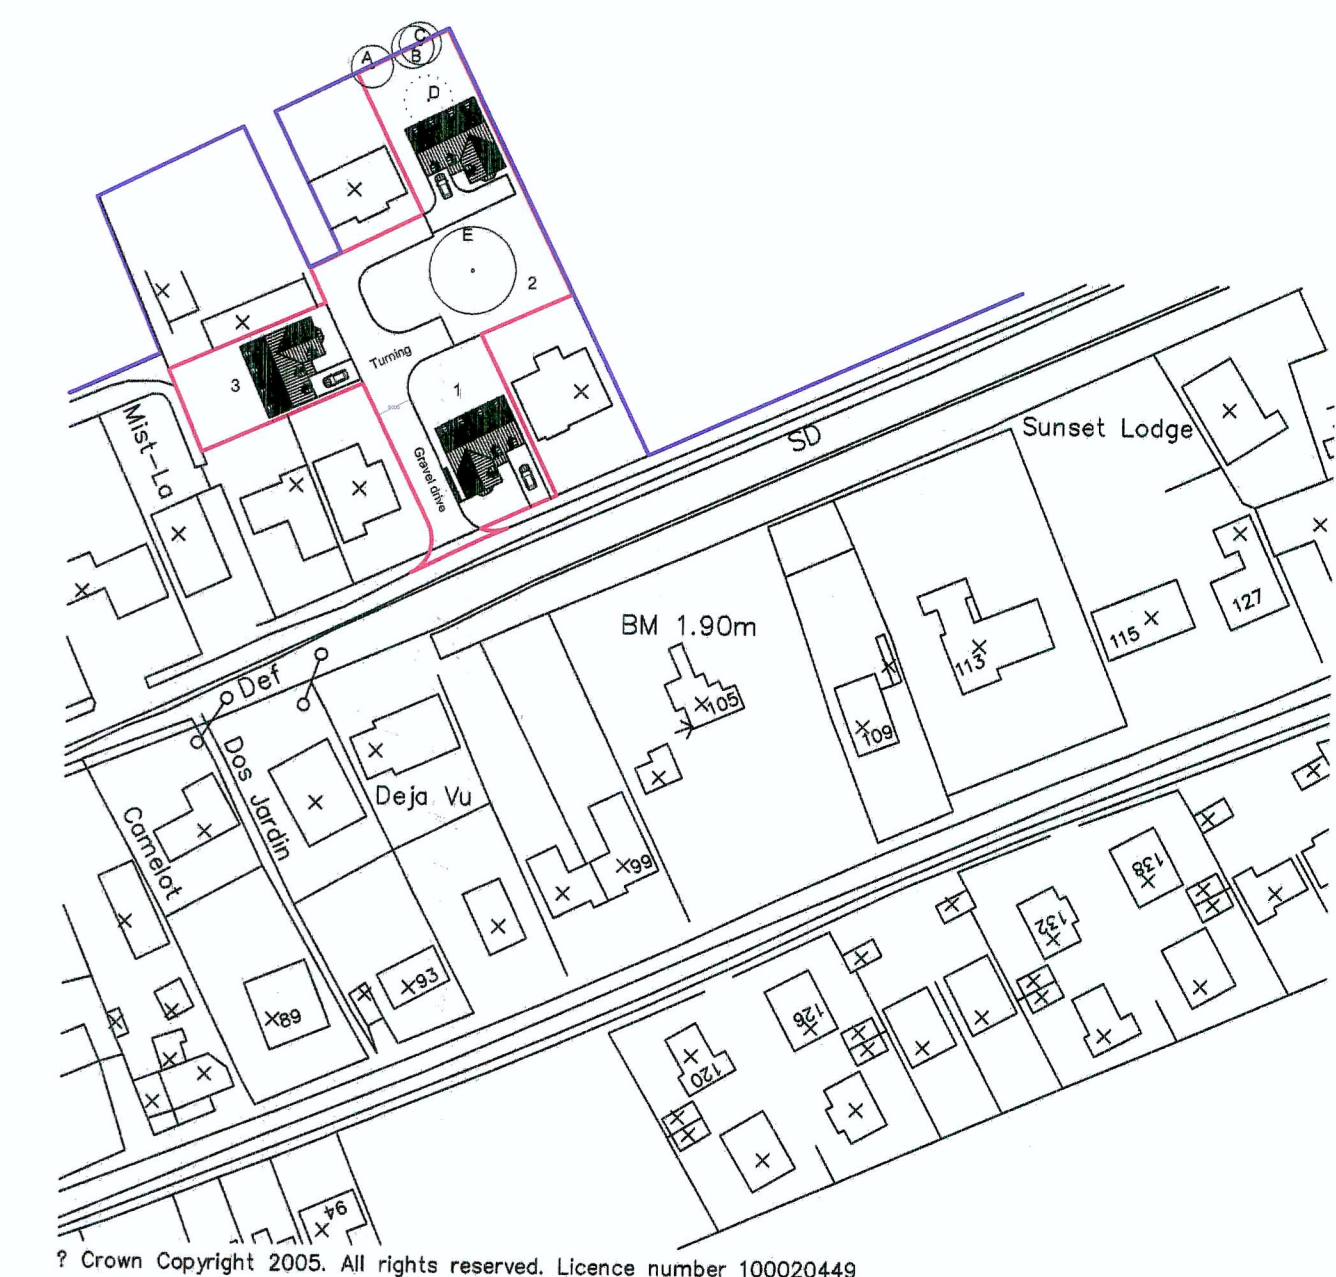 C
A
B
D
E
2
Turning
3
1
Mist-La
Gravel drive
SD
Sunset Lodge
BM 1.90m
127
115
113
105
Def
109
Dos Jardin
Deja Vu
Camelot
99
138
132
93
89
126
120
94
? Crown Copyright 2005. All rights reserved. Licence number 100020449